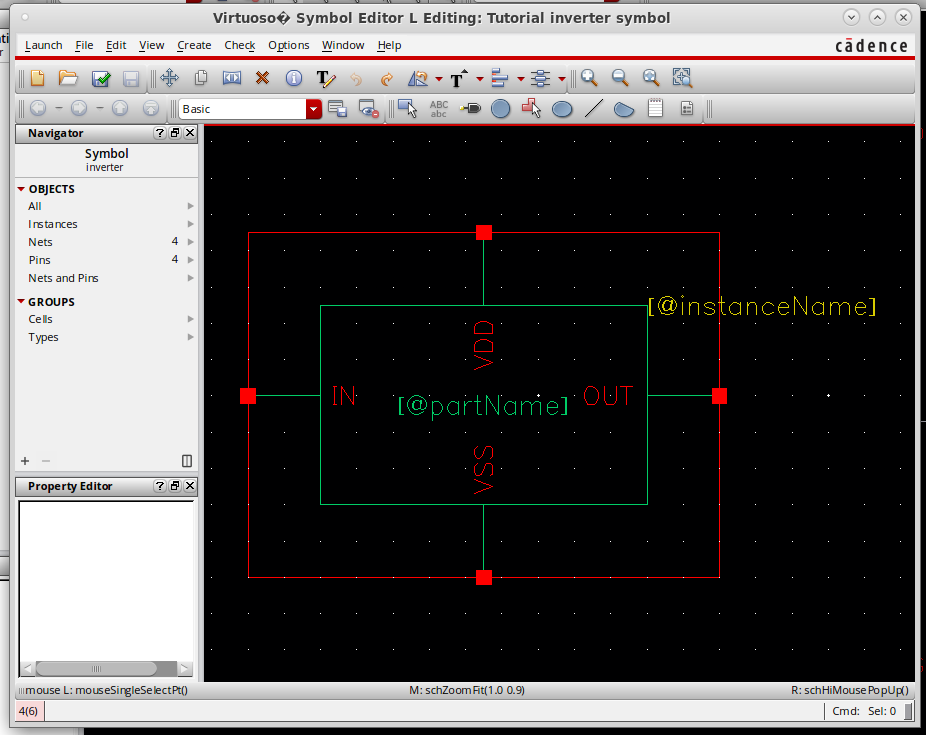 Virtuoso� Symbol Editor L Editing: Tutorial inverter symbol
Launch File Edit View Create Check Options Window Help
cādence
T
T
Basic
ABC
abc
Navigator
?
Symbol
inverter
OBJECTS
All
Instances
Nets 4
Pins 4
Nets and Pins
GROUPS
Cells
Types
+ −
Property Editor
?
[@instanceName]
VDD
IN
[@partName]
OUT
VSS
mouse L: mouseSingleSelectPt()
M: schZoomFit(1.0 0.9)
R: schHiMousePopUp()
4(6)
Cmd: Sel: 0